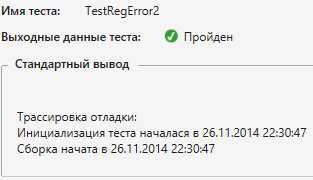 Имя теста: TestRegError2
Выходные данные теста: Пройден
Стандартный вывод
Трассировка отладки:
Инициализация теста началася в 26.11.2014 22:30:47
Сборка начата в 26.11.2014 22:30:47